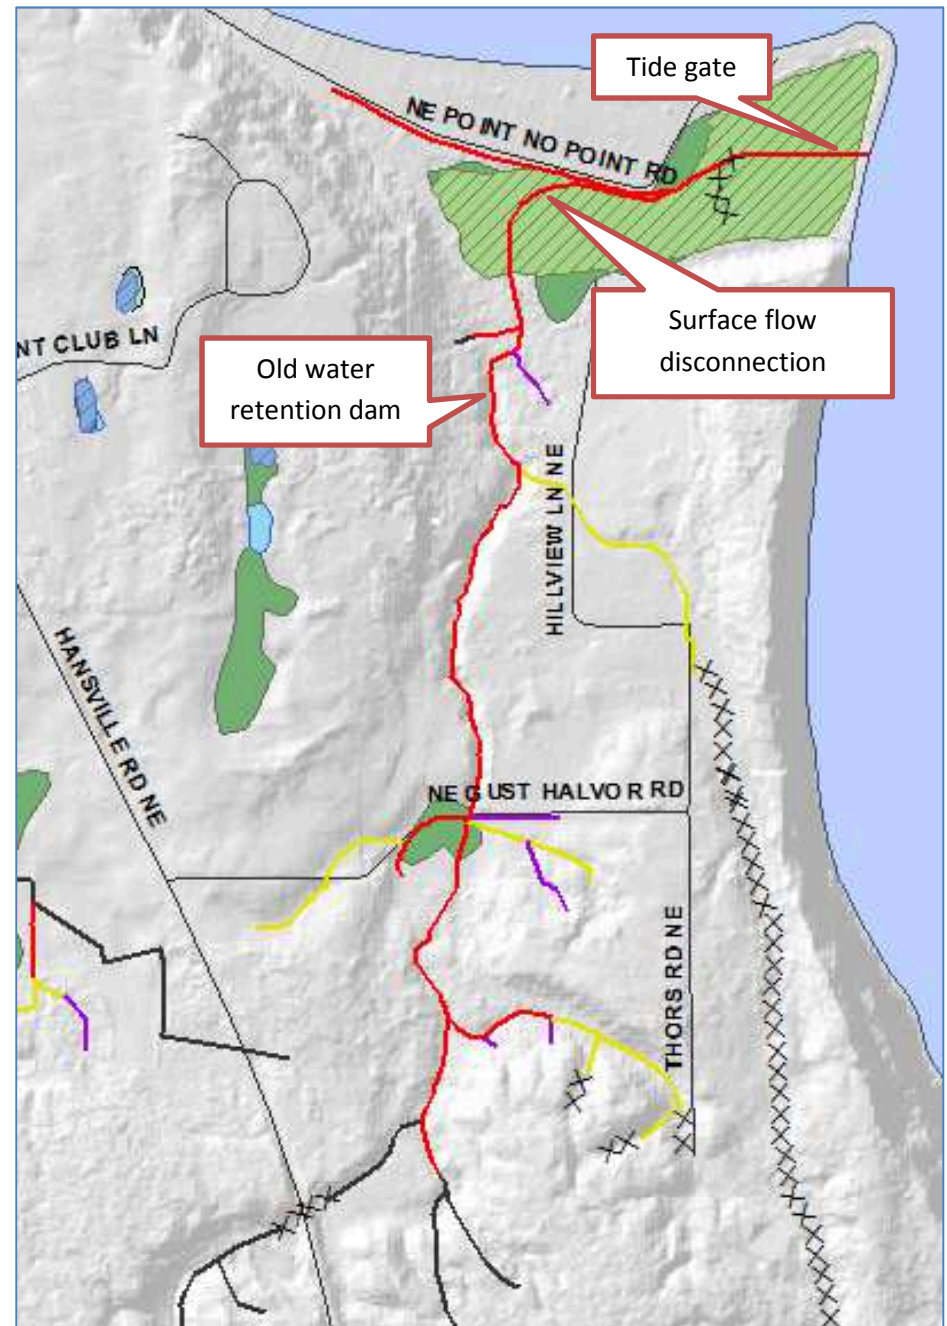 Tide gate
NE POINT NO POINT RD
Surface flow
disconnection
NT CLUB LN
Old water
retention dam
HILLVIEW LN NE
HANSVILLE RD NE
NE GUST HALVOR RD
THORS RD NE